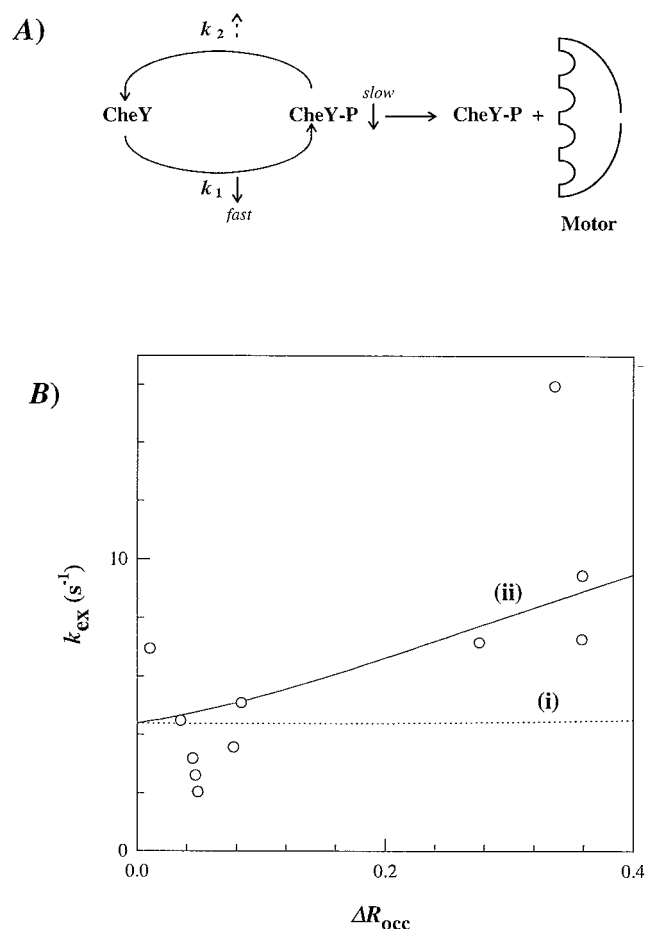 A)
k2
slow
CheY CheY-P CheY-P +
k1
fast
Motor
B)
10
kex (s-1)
(ii)
(i)
0
0.0 0.2 0.4
ΔRocc